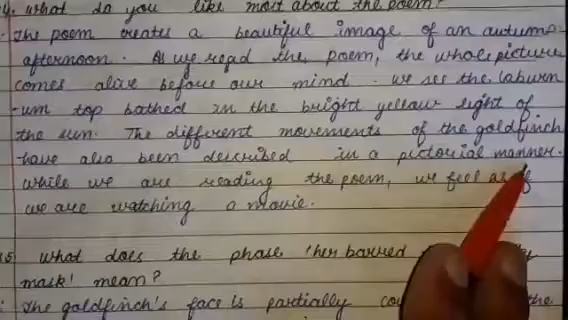 4. what do you like most about the poem?
The poem creates a beautiful image of an autumn
afternoon. As we read the poem, the whole picture
comes alive before our mind. we see the laburn
-um top bathed in the bright yellow light of
the sun. The different movements of the goldfinch
have also been described in a pictorial manner.
while we are reading the poem, we feel as if
we are watching a movie.
5 what does the phase 'her barred
mask' mean?
: The goldfinch's face is partially the